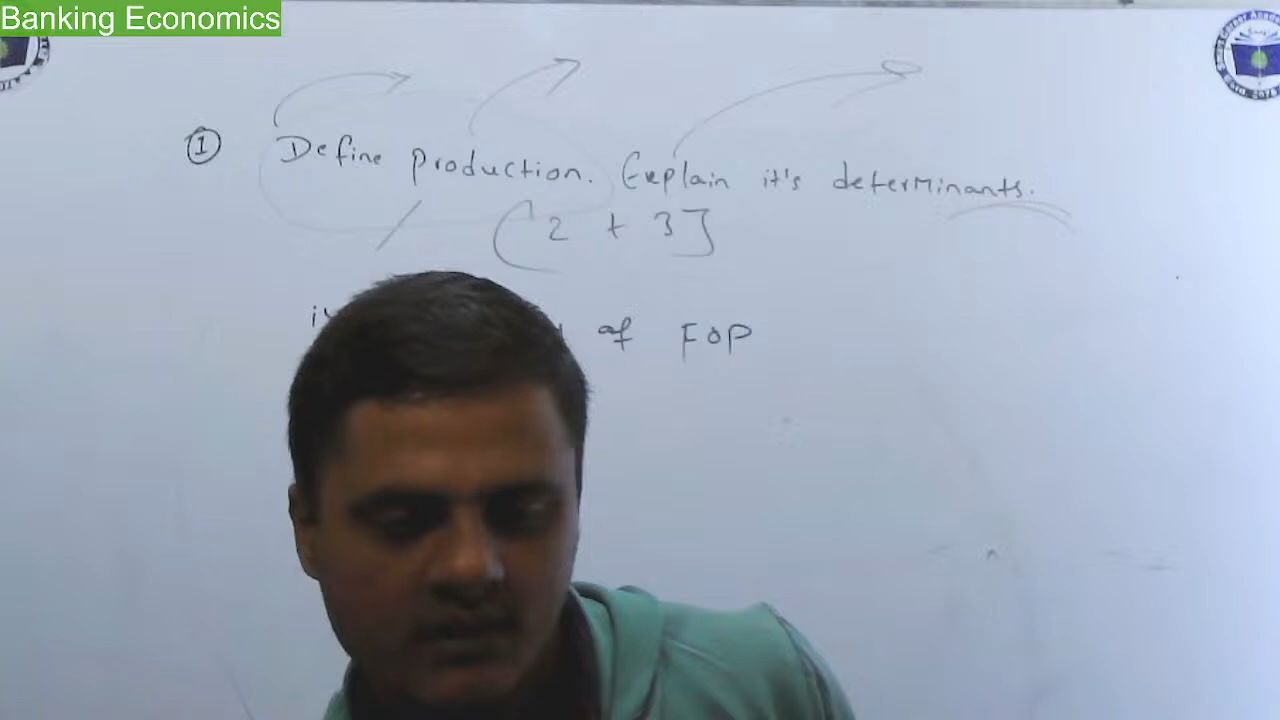 Banking Economics
① Define production. Explain it's determinants.
[2 + 3]
of FOP